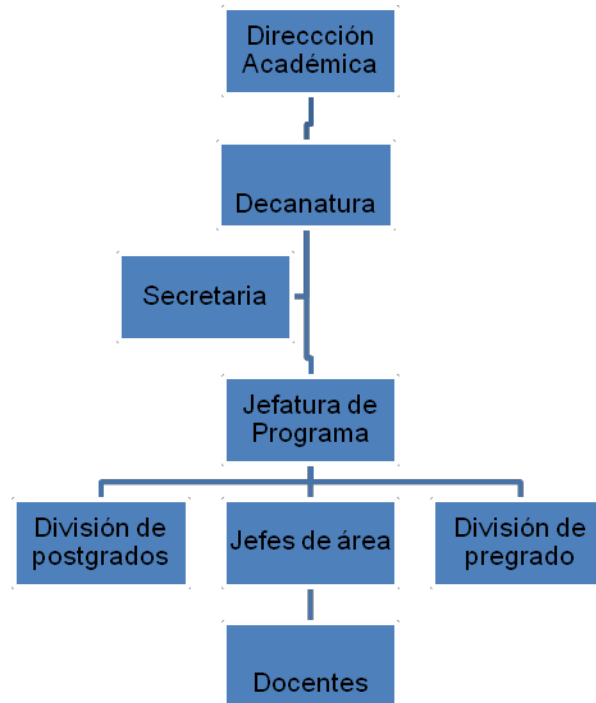 Direccción
Académica
Decanatura
Secretaria
Jefatura de
Programa
División de
postgrados
Jefes de área
División de
pregrado
Docentes